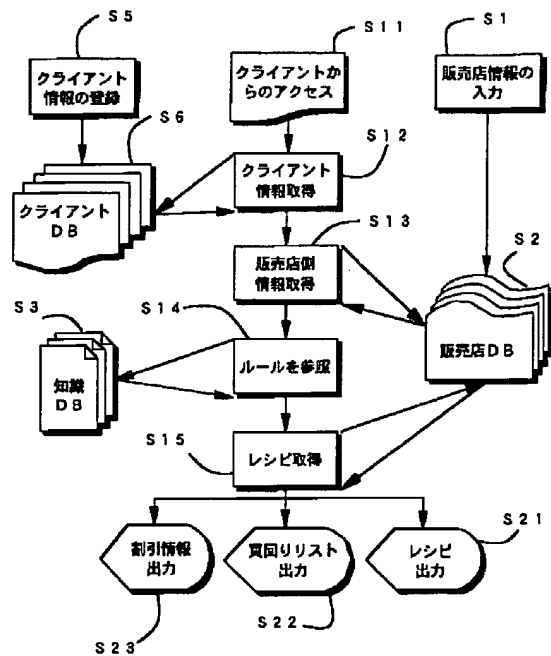 S5
S11
S1
クライアント
情報の登録
クライアントか
らのアクセス
販売店情報の
入力
S6
S12
クライアント
DB
クライアント
情報取得
S13
S2
販売店側
情報取得
S3
S14
販売店DB
知識
DB
ルールを参照
S15
レシピ取得
S21
割引情報
出力
買回りリスト
出力
レシピ
出力
S23
S22